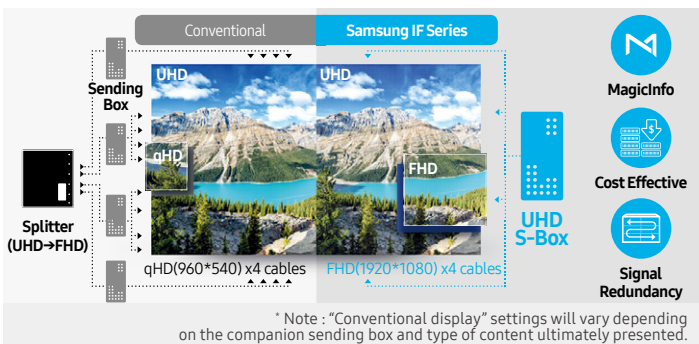 Conventional
Samsung IF Series
UHD
UHD
Sending
Box
qHD
FHD
Splitter
(UHD→FHD)
UHD
S-Box
qHD(960*540) x4 cables
FHD(1920*1080) x4 cables
MagicInfo
Cost Effective
Signal
Redundancy
* Note : “Conventional display” settings will vary depending
on the companion sending box and type of content ultimately presented.